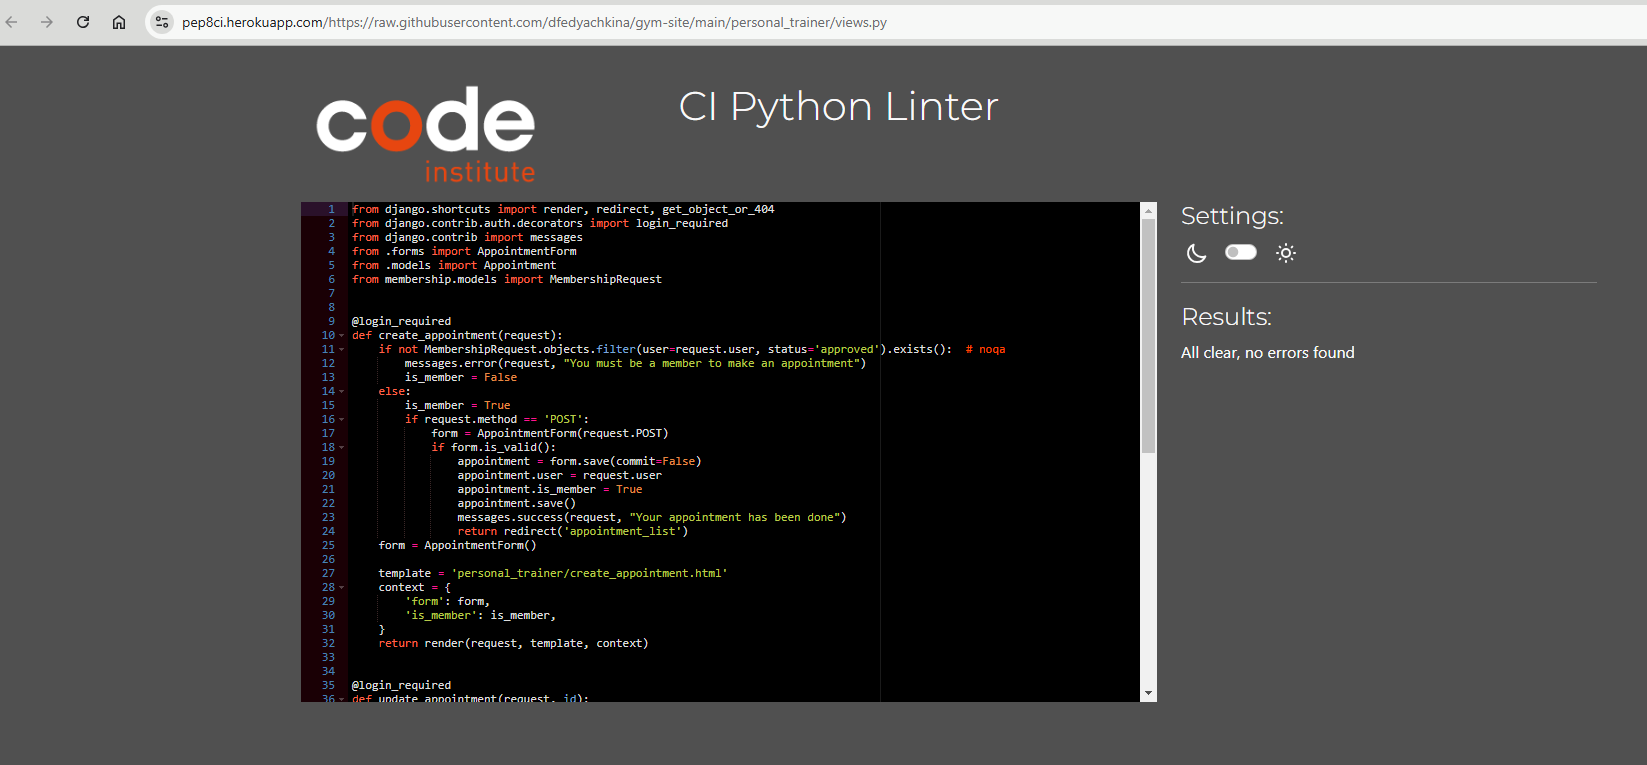 pep8ci.herokuapp.com/https://raw.githubusercontent.com/dfedyachkina/gym-site/main/personal_trainer/views.py
code
institute
CI Python Linter
1 from django.shortcuts import render, redirect, get_object_or_404
2 from django.contrib.auth.decorators import login_required
3 from django.contrib import messages
4 from .forms import AppointmentForm
5 from .models import Appointment
6 from membership.models import MembershipRequest
7
8
9 @login_required
10 def create_appointment(request):
11     if not MembershipRequest.objects.filter(user=request.user, status='approved').exists():  # noqa
12         messages.error(request, "You must be a member to make an appointment")
13         is_member = False
14     else:
15         is_member = True
16         if request.method == 'POST':
17             form = AppointmentForm(request.POST)
18             if form.is_valid():
19                 appointment = form.save(commit=False)
20                 appointment.user = request.user
21                 appointment.is_member = True
22                 appointment.save()
23                 messages.success(request, "Your appointment has been done")
24                 return redirect('appointment_list')
25     form = AppointmentForm()
26
27     template = 'personal_trainer/create_appointment.html'
28     context = {
29         'form': form,
30         'is_member': is_member,
31     }
32     return render(request, template, context)
33
34
35 @login_required
36 def update_appointment(request, id):
Settings:
Results:
All clear, no errors found